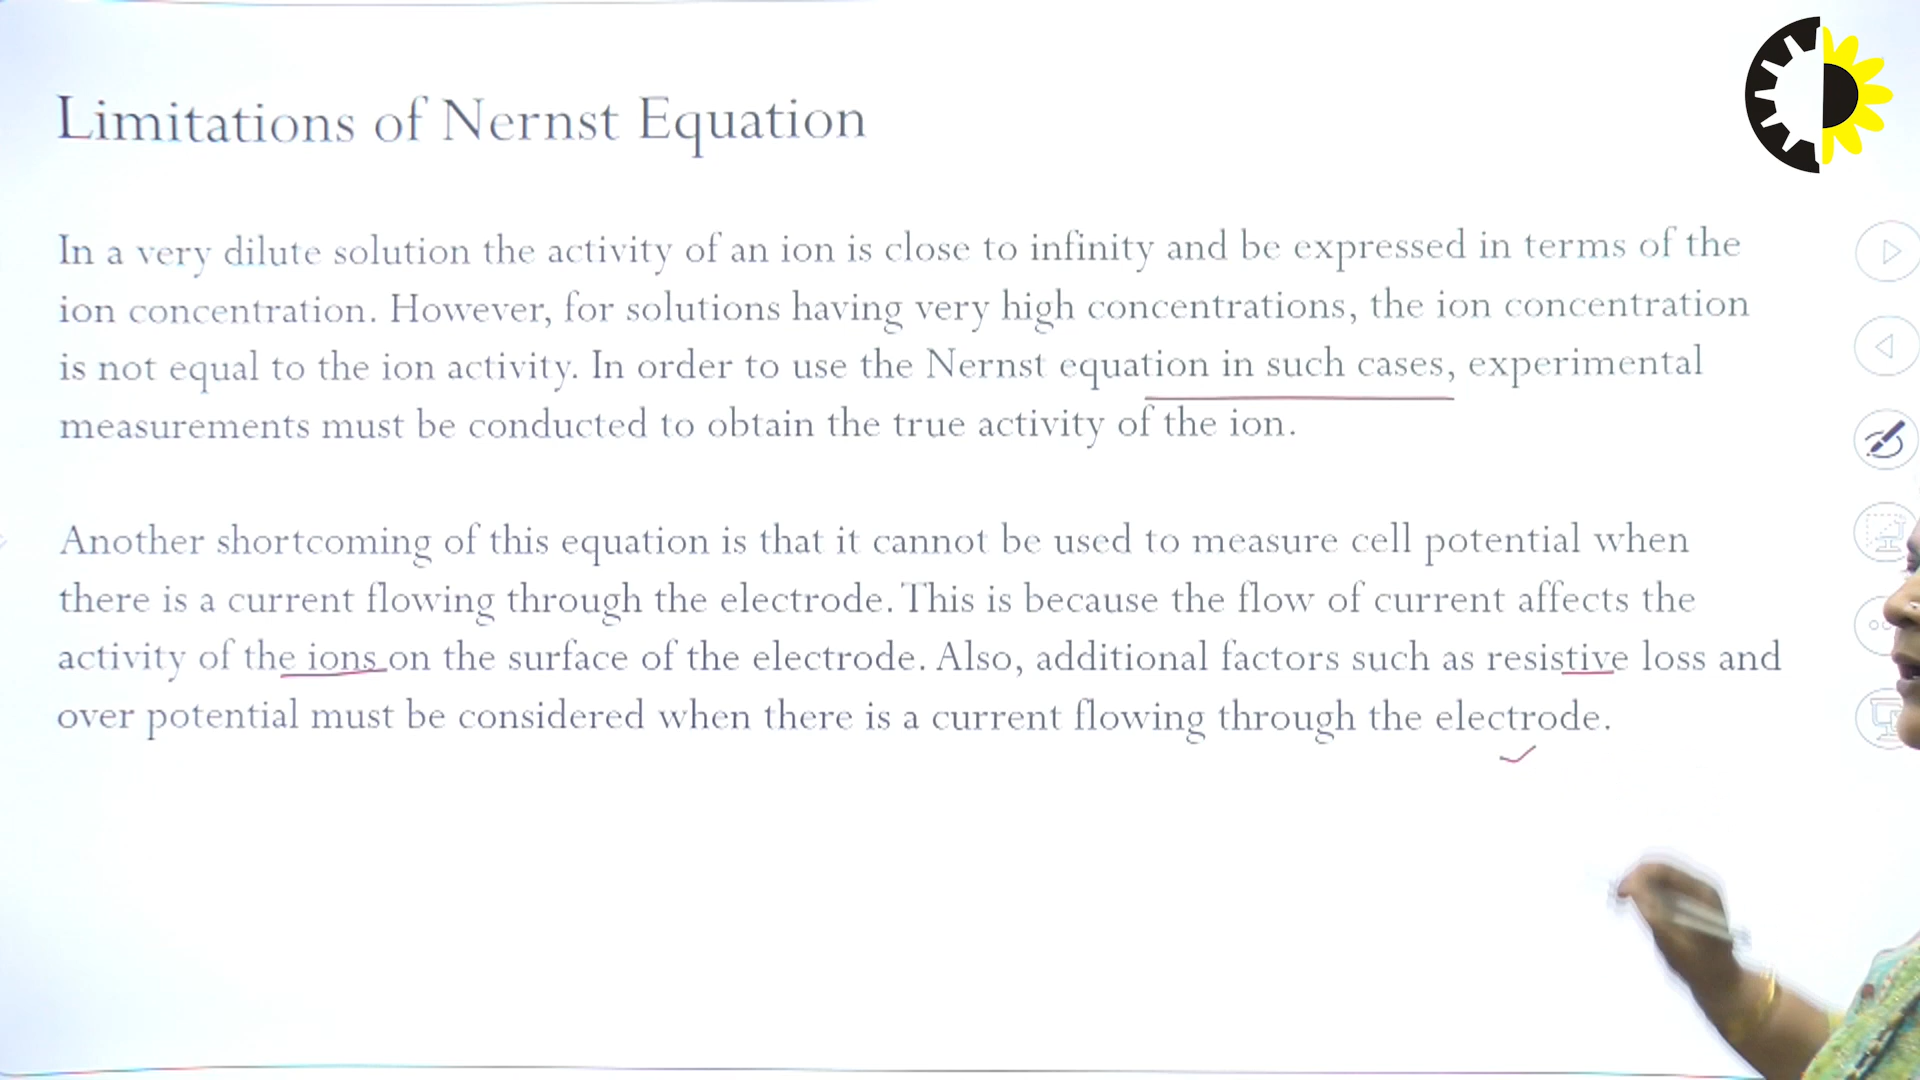 Limitations of Nernst Equation
In a very dilute solution the activity of an ion is close to infinity and be expressed in terms of the
ion concentration. However, for solutions having very high concentrations, the ion concentration
is not equal to the ion activity. In order to use the Nernst equation in such cases, experimental
measurements must be conducted to obtain the true activity of the ion.
Another shortcoming of this equation is that it cannot be used to measure cell potential when
there is a current flowing through the electrode. This is because the flow of current affects the
activity of the ions on the surface of the electrode. Also, additional factors such as resistive loss and
over potential must be considered when there is a current flowing through the electrode.